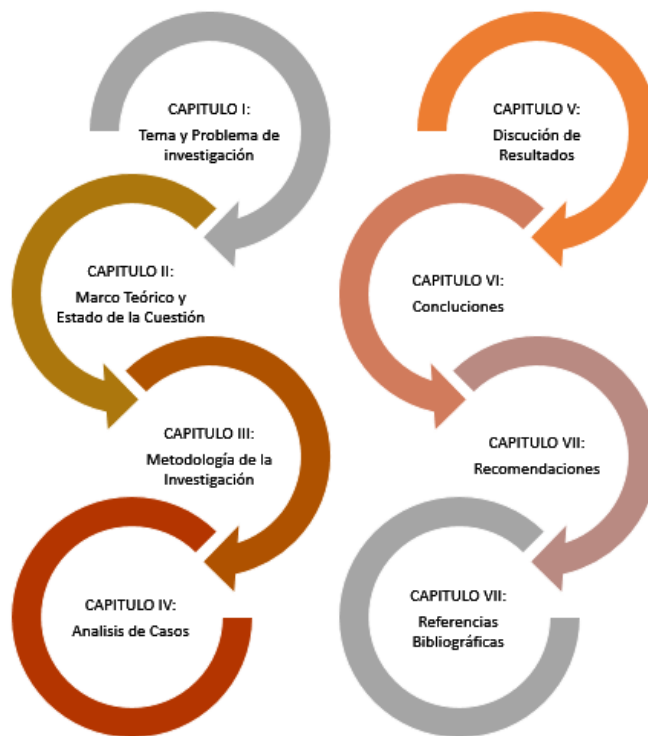 CAPITULO I:
Tema y Problema de
investigación
CAPITULO II:
Marco Teórico y
Estado de la Cuestión
CAPITULO III:
Metodología de la
Investigación
CAPITULO IV:
Analisis de Casos
CAPITULO V:
Discución de
Resultados
CAPITULO VI:
Concluciones
CAPITULO VII:
Recomendaciones
CAPITULO VII:
Referencias
Bibliográficas